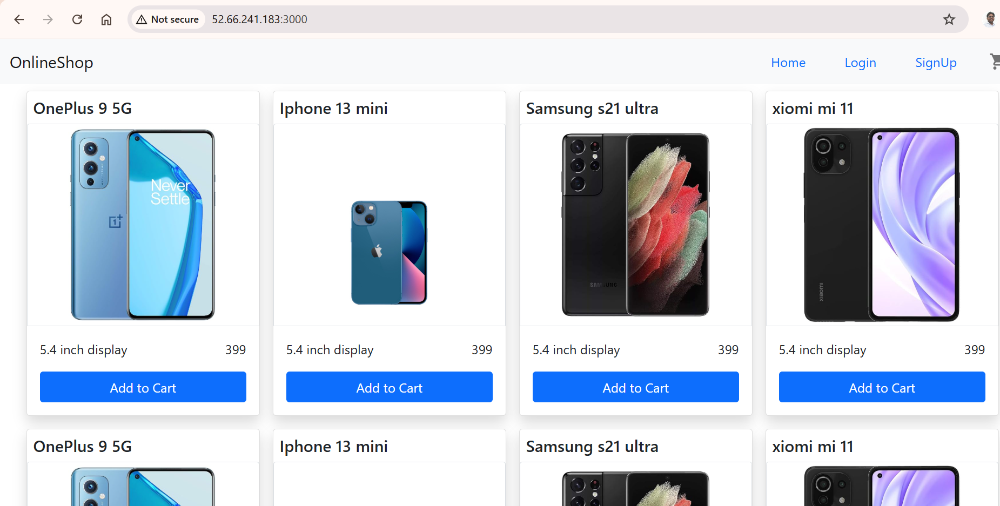 Not secure 52.66.241.183:3000
OnlineShop Home Login SignUp
OnePlus 9 5G
Never
Settle
5.4 inch display 399
Add to Cart
Iphone 13 mini
5.4 inch display 399
Add to Cart
Samsung s21 ultra
SAMSUNG
5.4 inch display 399
Add to Cart
xiomi mi 11
xiaomi
5.4 inch display 399
Add to Cart
OnePlus 9 5G
Iphone 13 mini
Samsung s21 ultra
xiomi mi 11